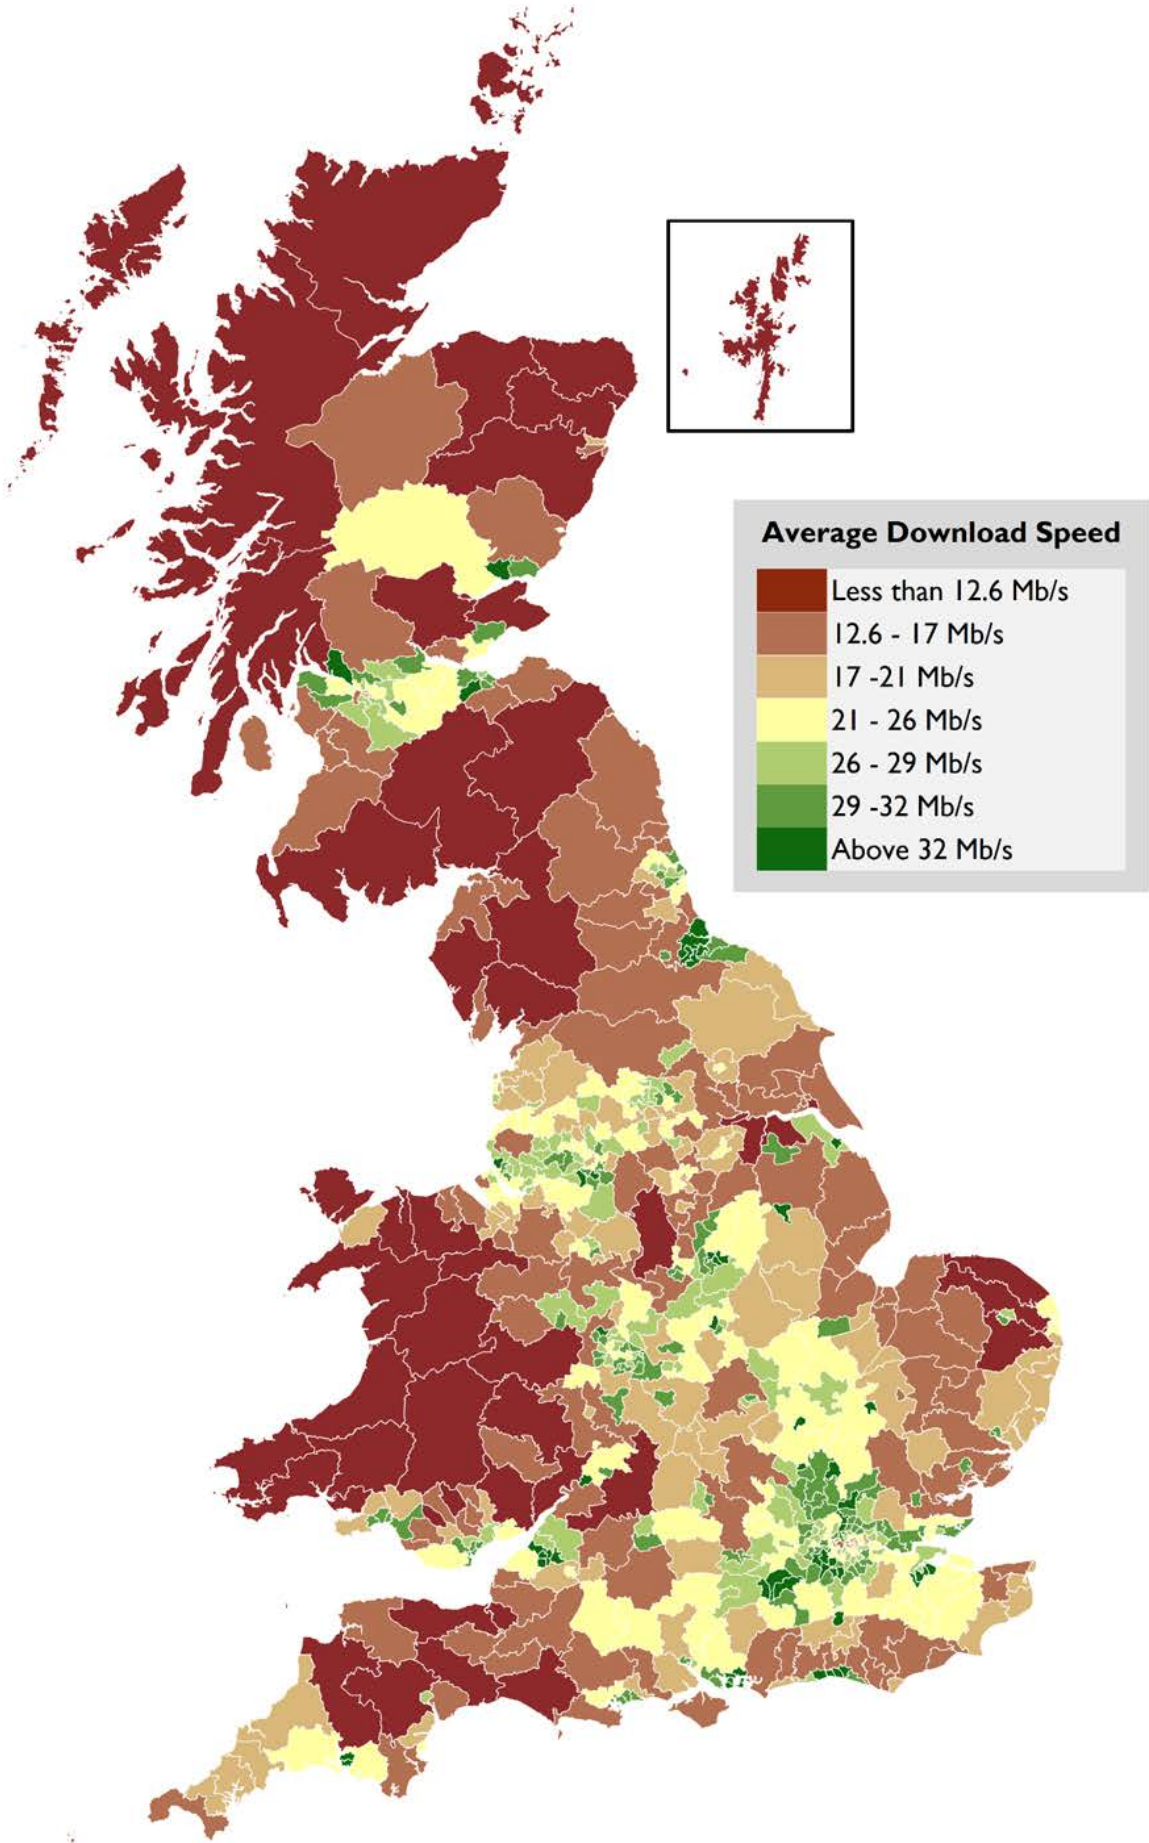 Average Download Speed
Less than 12.6 Mb/s
12.6 - 17 Mb/s
17 -21 Mb/s
21 - 26 Mb/s
26 - 29 Mb/s
29 -32 Mb/s
Above 32 Mb/s